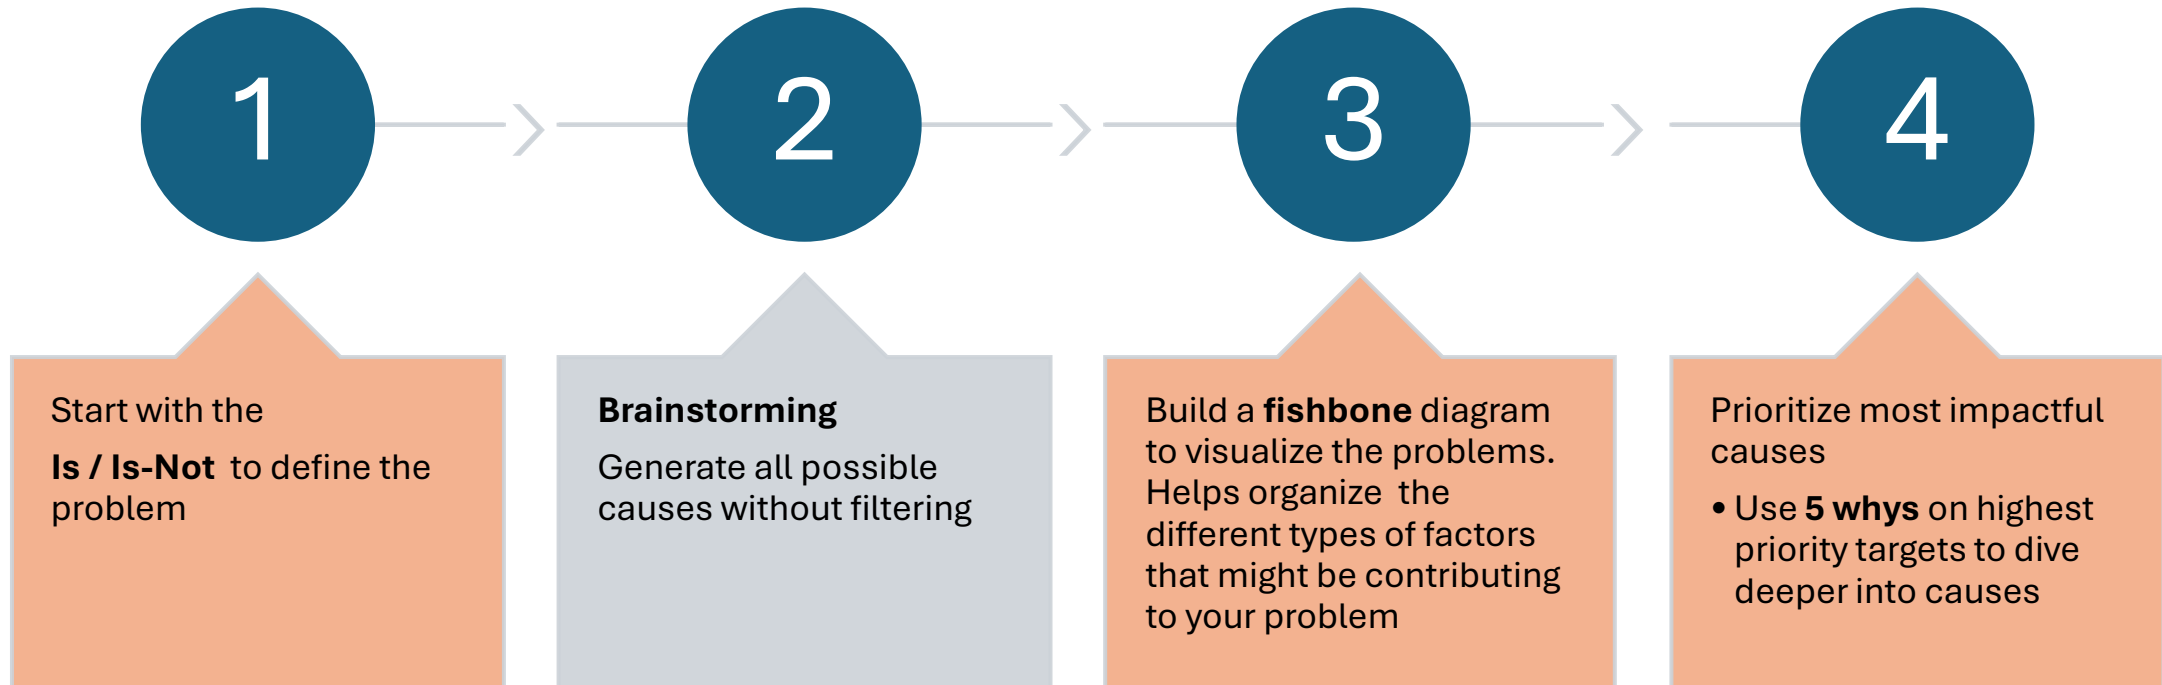 1
2
3
4
Start with the
Is / Is-Not  to define the
problem
Brainstorming
Generate all possible
causes without filtering
Build a fishbone diagram
to visualize the problems.
Helps organize  the
different types of factors
that might be contributing
to your problem
Prioritize most impactful
causes
• Use 5 whys on highest
priority targets to dive
deeper into causes